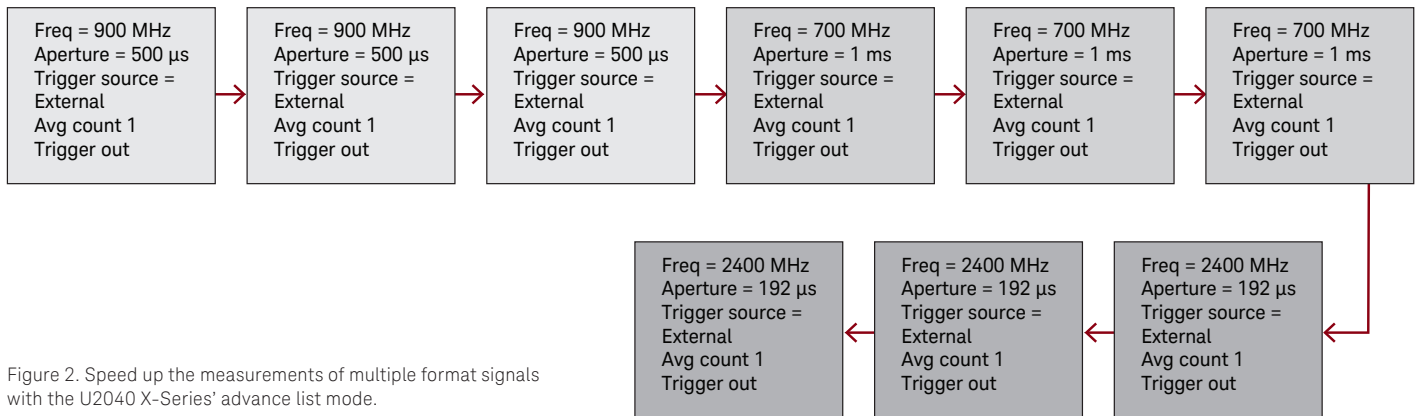 Freq = 900 MHz
Aperture = 500 µs
Trigger source =
External
Avg count 1
Trigger out
Freq = 900 MHz
Aperture = 500 µs
Trigger source =
External
Avg count 1
Trigger out
Freq = 900 MHz
Aperture = 500 µs
Trigger source =
External
Avg count 1
Trigger out
Freq = 700 MHz
Aperture = 1 ms
Trigger source =
External
Avg count 1
Trigger out
Freq = 700 MHz
Aperture = 1 ms
Trigger source =
External
Avg count 1
Trigger out
Freq = 700 MHz
Aperture = 1 ms
Trigger source =
External
Avg count 1
Trigger out
Freq = 2400 MHz
Aperture = 192 µs
Trigger source =
External
Avg count 1
Trigger out
Freq = 2400 MHz
Aperture = 192 µs
Trigger source =
External
Avg count 1
Trigger out
Freq = 2400 MHz
Aperture = 192 µs
Trigger source =
External
Avg count 1
Trigger out
Figure 2. Speed up the measurements of multiple format signals
with the U2040 X-Series’ advance list mode.